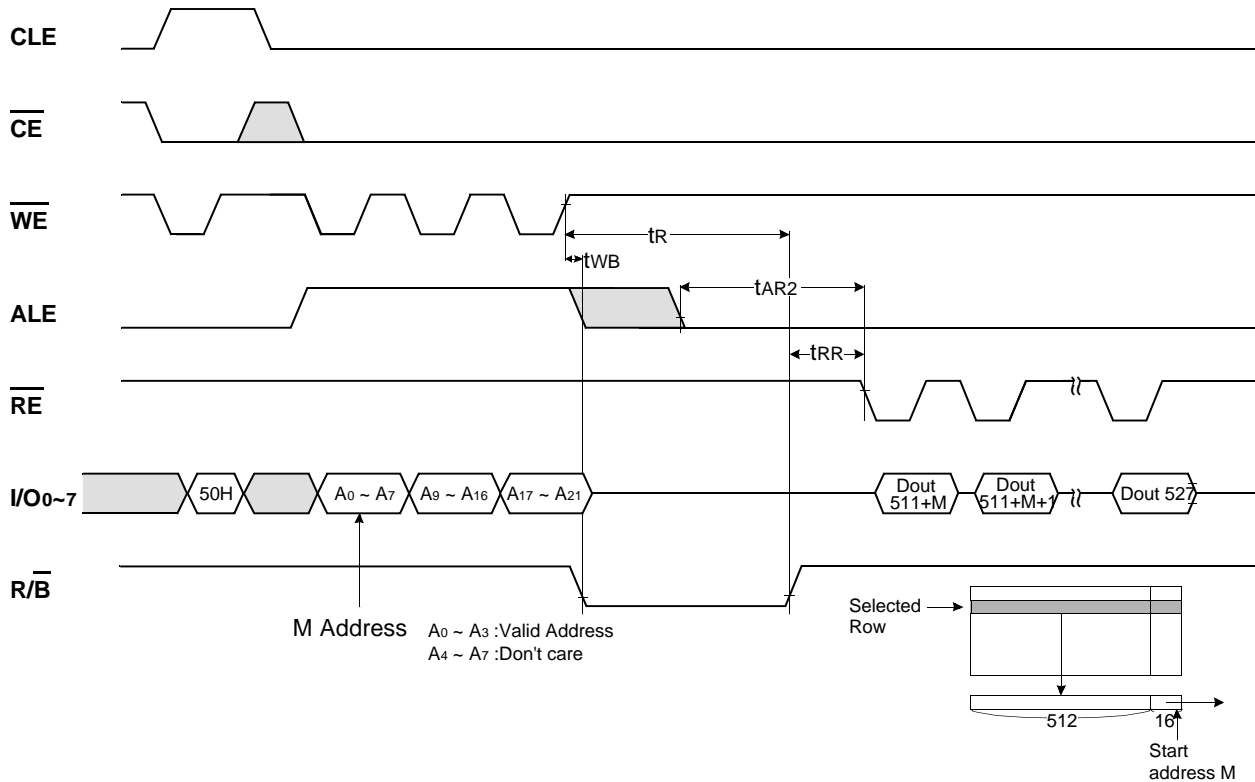 CLE
CE
WE
tR
tWB
tAR2
ALE
tRR
RE
I/O0~7
50H
A0 ~ A7
A9 ~ A16
A17 ~ A21
Dout
511+M
Dout
511+M+1
Dout 527
R/B
M Address
A0 ~ A3 :Valid Address
A4 ~ A7 :Don't care
Selected
Row
512
16
Start
address M